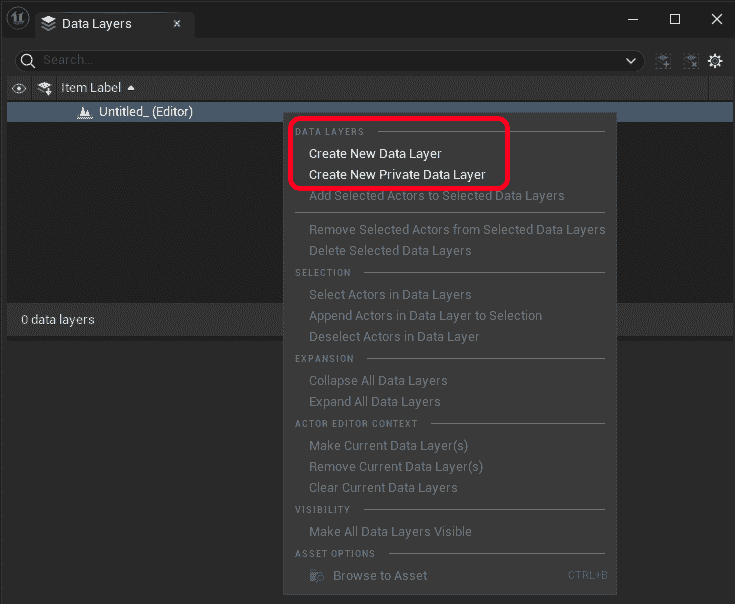 Data Layers
Search...
Item Label
Untitled_ (Editor)
DATA LAYERS
Create New Data Layer
Create New Private Data Layer
Add Selected Actors to Selected Data Layers
Remove Selected Actors from Selected Data Layers
Delete Selected Data Layers
SELECTION
Select Actors in Data Layers
Append Actors in Data Layer to Selection
Deselect Actors in Data Layer
EXPANSION
Collapse All Data Layers
Expand All Data Layers
ACTOR EDITOR CONTEXT
Make Current Data Layer(s)
Remove Current Data Layer(s)
Clear Current Data Layers
VISIBILITY
Make All Data Layers Visible
ASSET OPTIONS
Browse to Asset CTRL+B
0 data layers